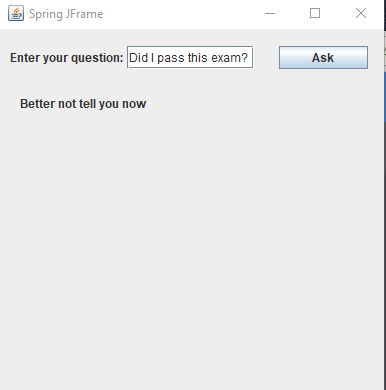 Spring JFrame
Enter your question: Did I pass this exam? Ask
Better not tell you now